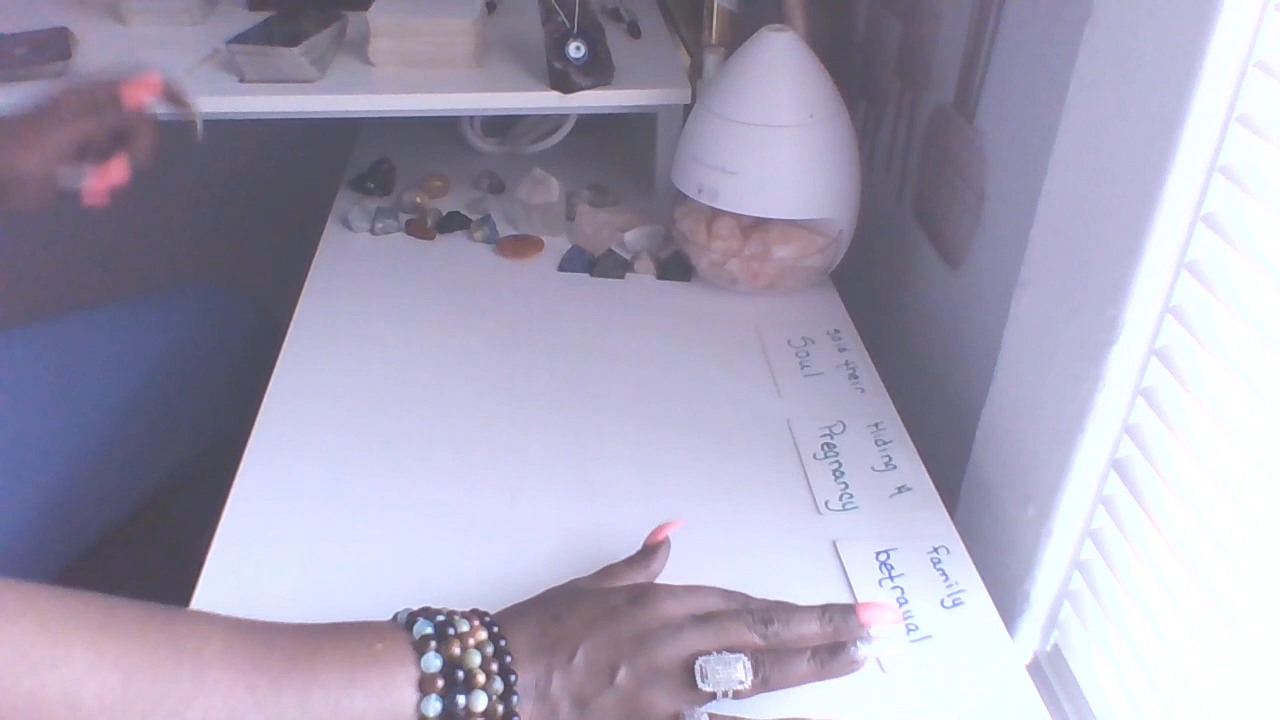 Sold their
Soul
Hiding A
Pregnancy
family
betrayal